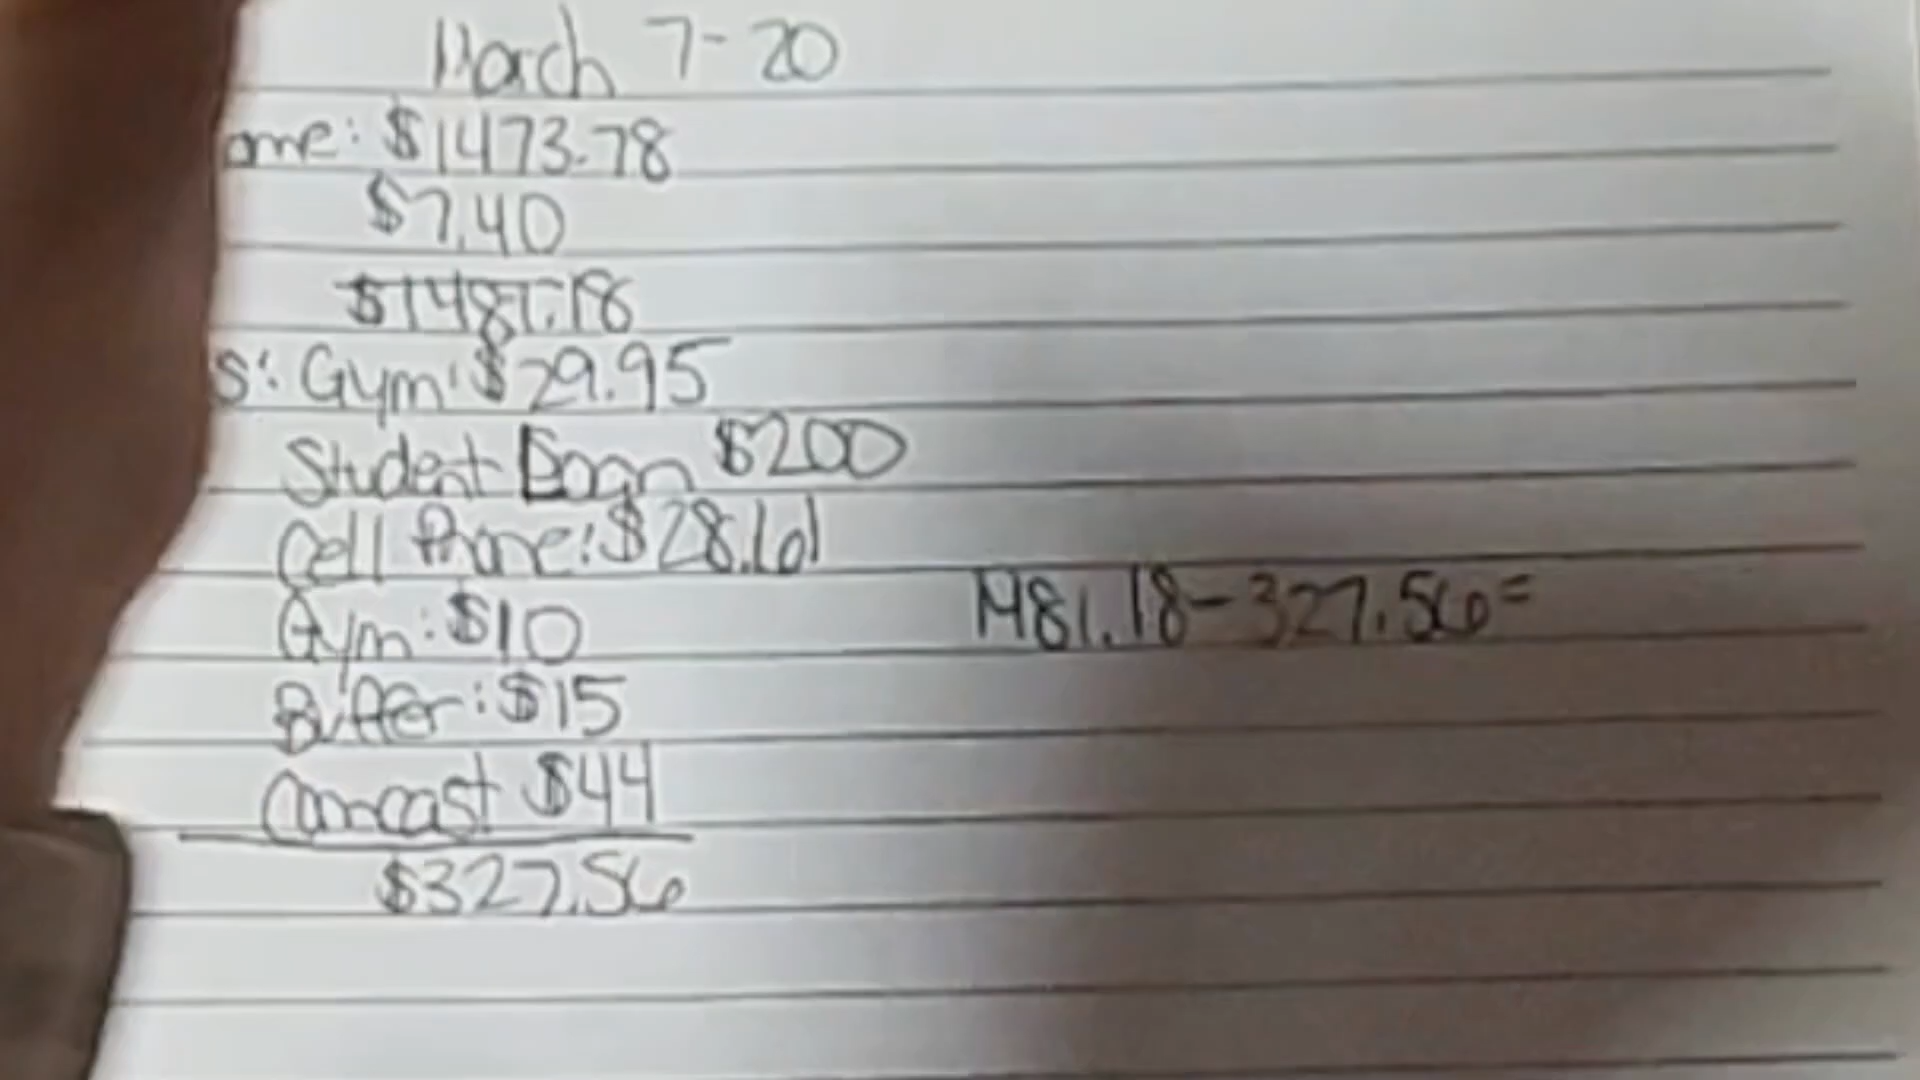 March 7-20
ome: $1473.78
$7.40
$1481.18
s: Gym: $29.95
Student Loan $200
Cell Phone: $28.61
Gym: $10
Buffer: $15
Comcast $44
$327.56
1481.18-327.56=